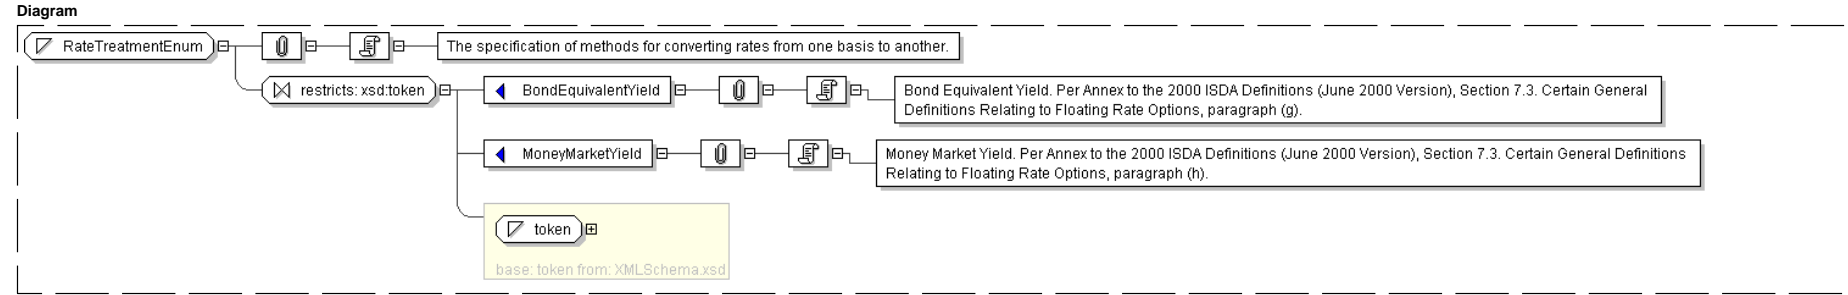 Diagram
RateTreatmentEnum
The specification of methods for converting rates from one basis to another.
restricts: xsd:token
BondEquivalentYield
Bond Equivalent Yield. Per Annex to the 2000 ISDA Definitions (June 2000 Version), Section 7.3. Certain General
Definitions Relating to Floating Rate Options, paragraph (g).
MoneyMarketYield
Money Market Yield. Per Annex to the 2000 ISDA Definitions (June 2000 Version), Section 7.3. Certain General Definitions
Relating to Floating Rate Options, paragraph (h).
token
base: token from: XMLSchema.xsd